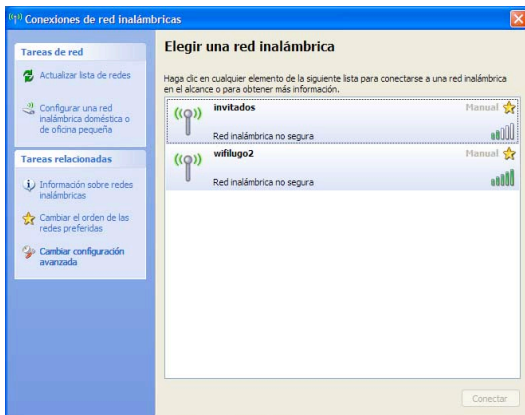 Conexiones de red inalámbricas
Tareas de red
Actualizar lista de redes
Configurar una red
inalámbrica doméstica o
de oficina pequeña
Tareas relacionadas
Información sobre redes
inalámbricas
Cambiar el orden de las
redes preferidas
Cambiar configuración
avanzada
Elegir una red inalámbrica
Haga clic en cualquier elemento de la siguiente lista para conectarse a una red inalámbrica
en el alcance o para obtener más información.
invitados
Manual
Red inalámbrica no segura
wifilugo2
Manual
Red inalámbrica no segura
Conectar